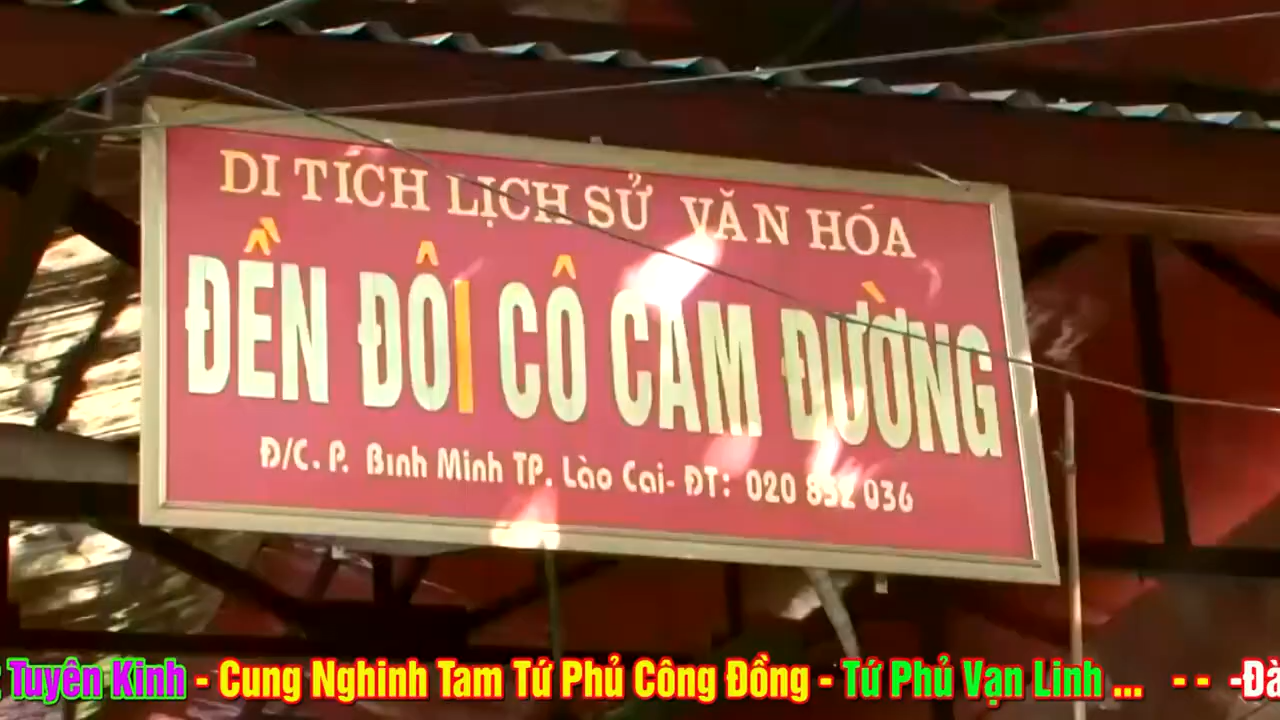 DI TÍCH LỊCH SỬ VĂN HÓA
ĐỀN ĐÔI CÔ CAM ĐƯỜNG
Đ/C. P. Bình Minh TP. Lào Cai- ĐT: 020 852 036
Tuyên Kinh - Cung Nghinh Tam Tứ Phủ Công Đồng - Tứ Phủ Vạn Linh ... - - -Đà